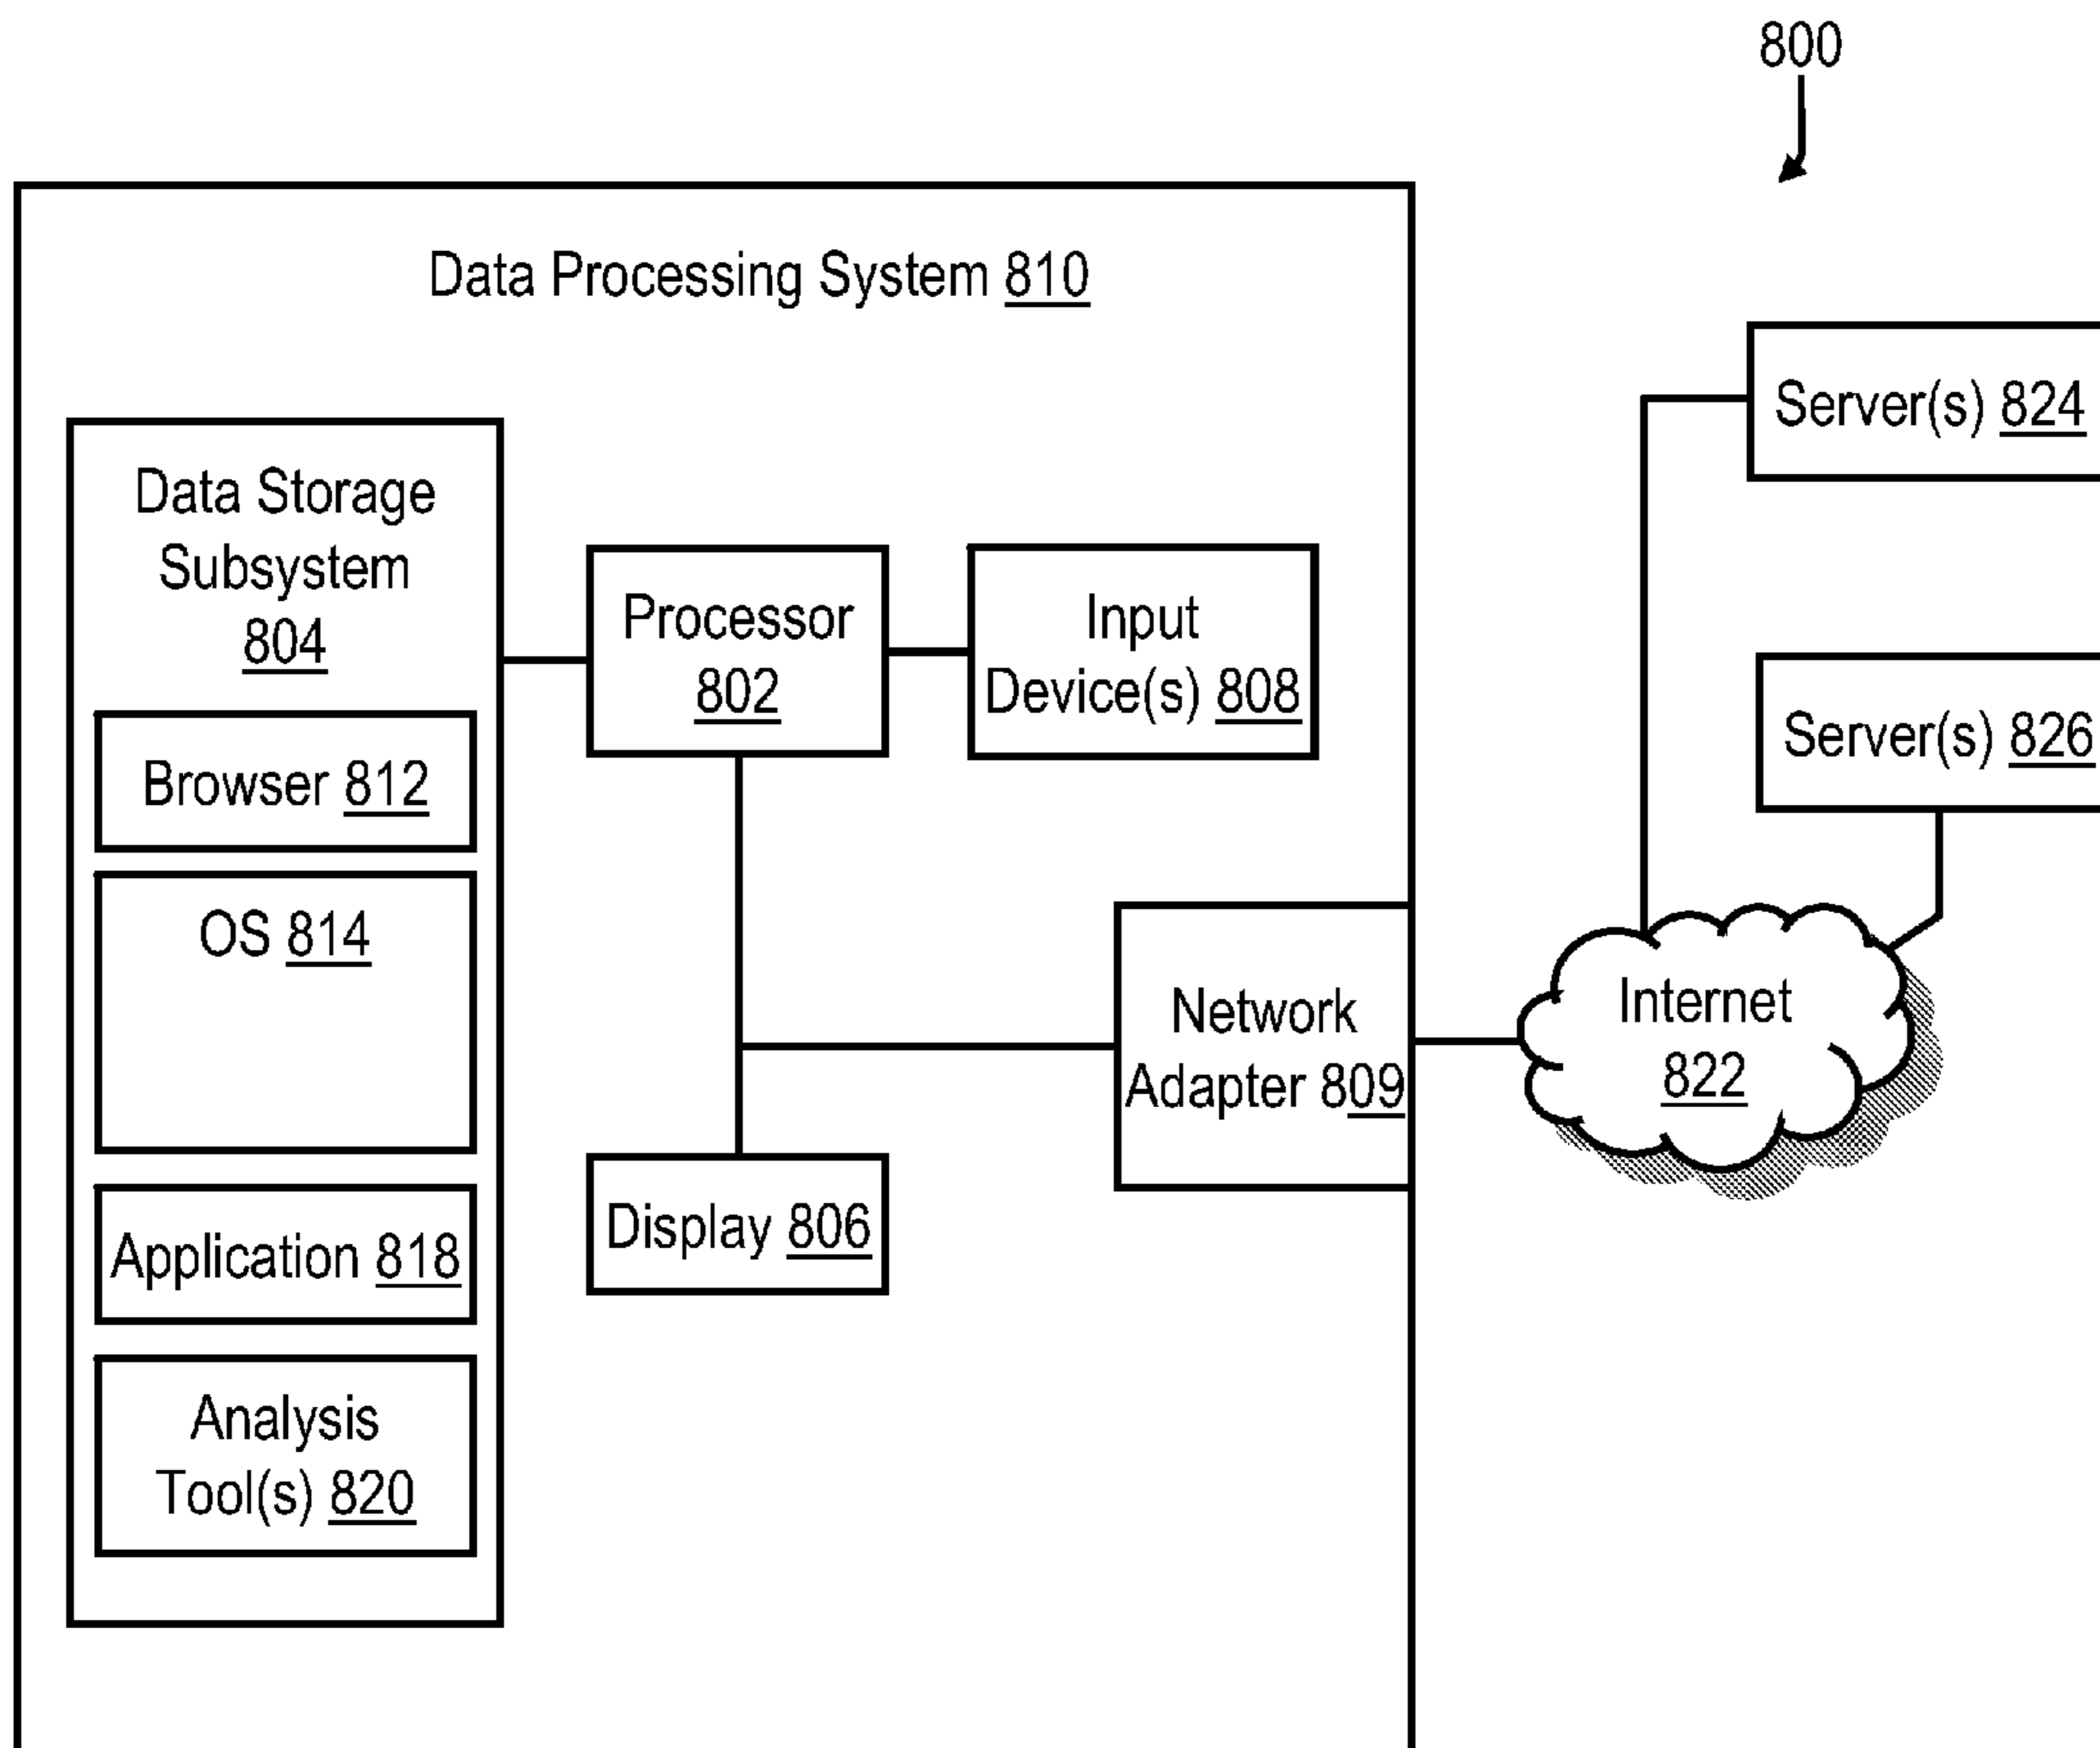 800
Data Processing System 810
Server(s) 824
Data Storage
Subsystem
804
Processor
802
Input
Device(s) 808
Server(s) 826
Browser 812
OS 814
Network
Adapter 809
Internet
822
Display 806
Application 818
Analysis
Tool(s) 820